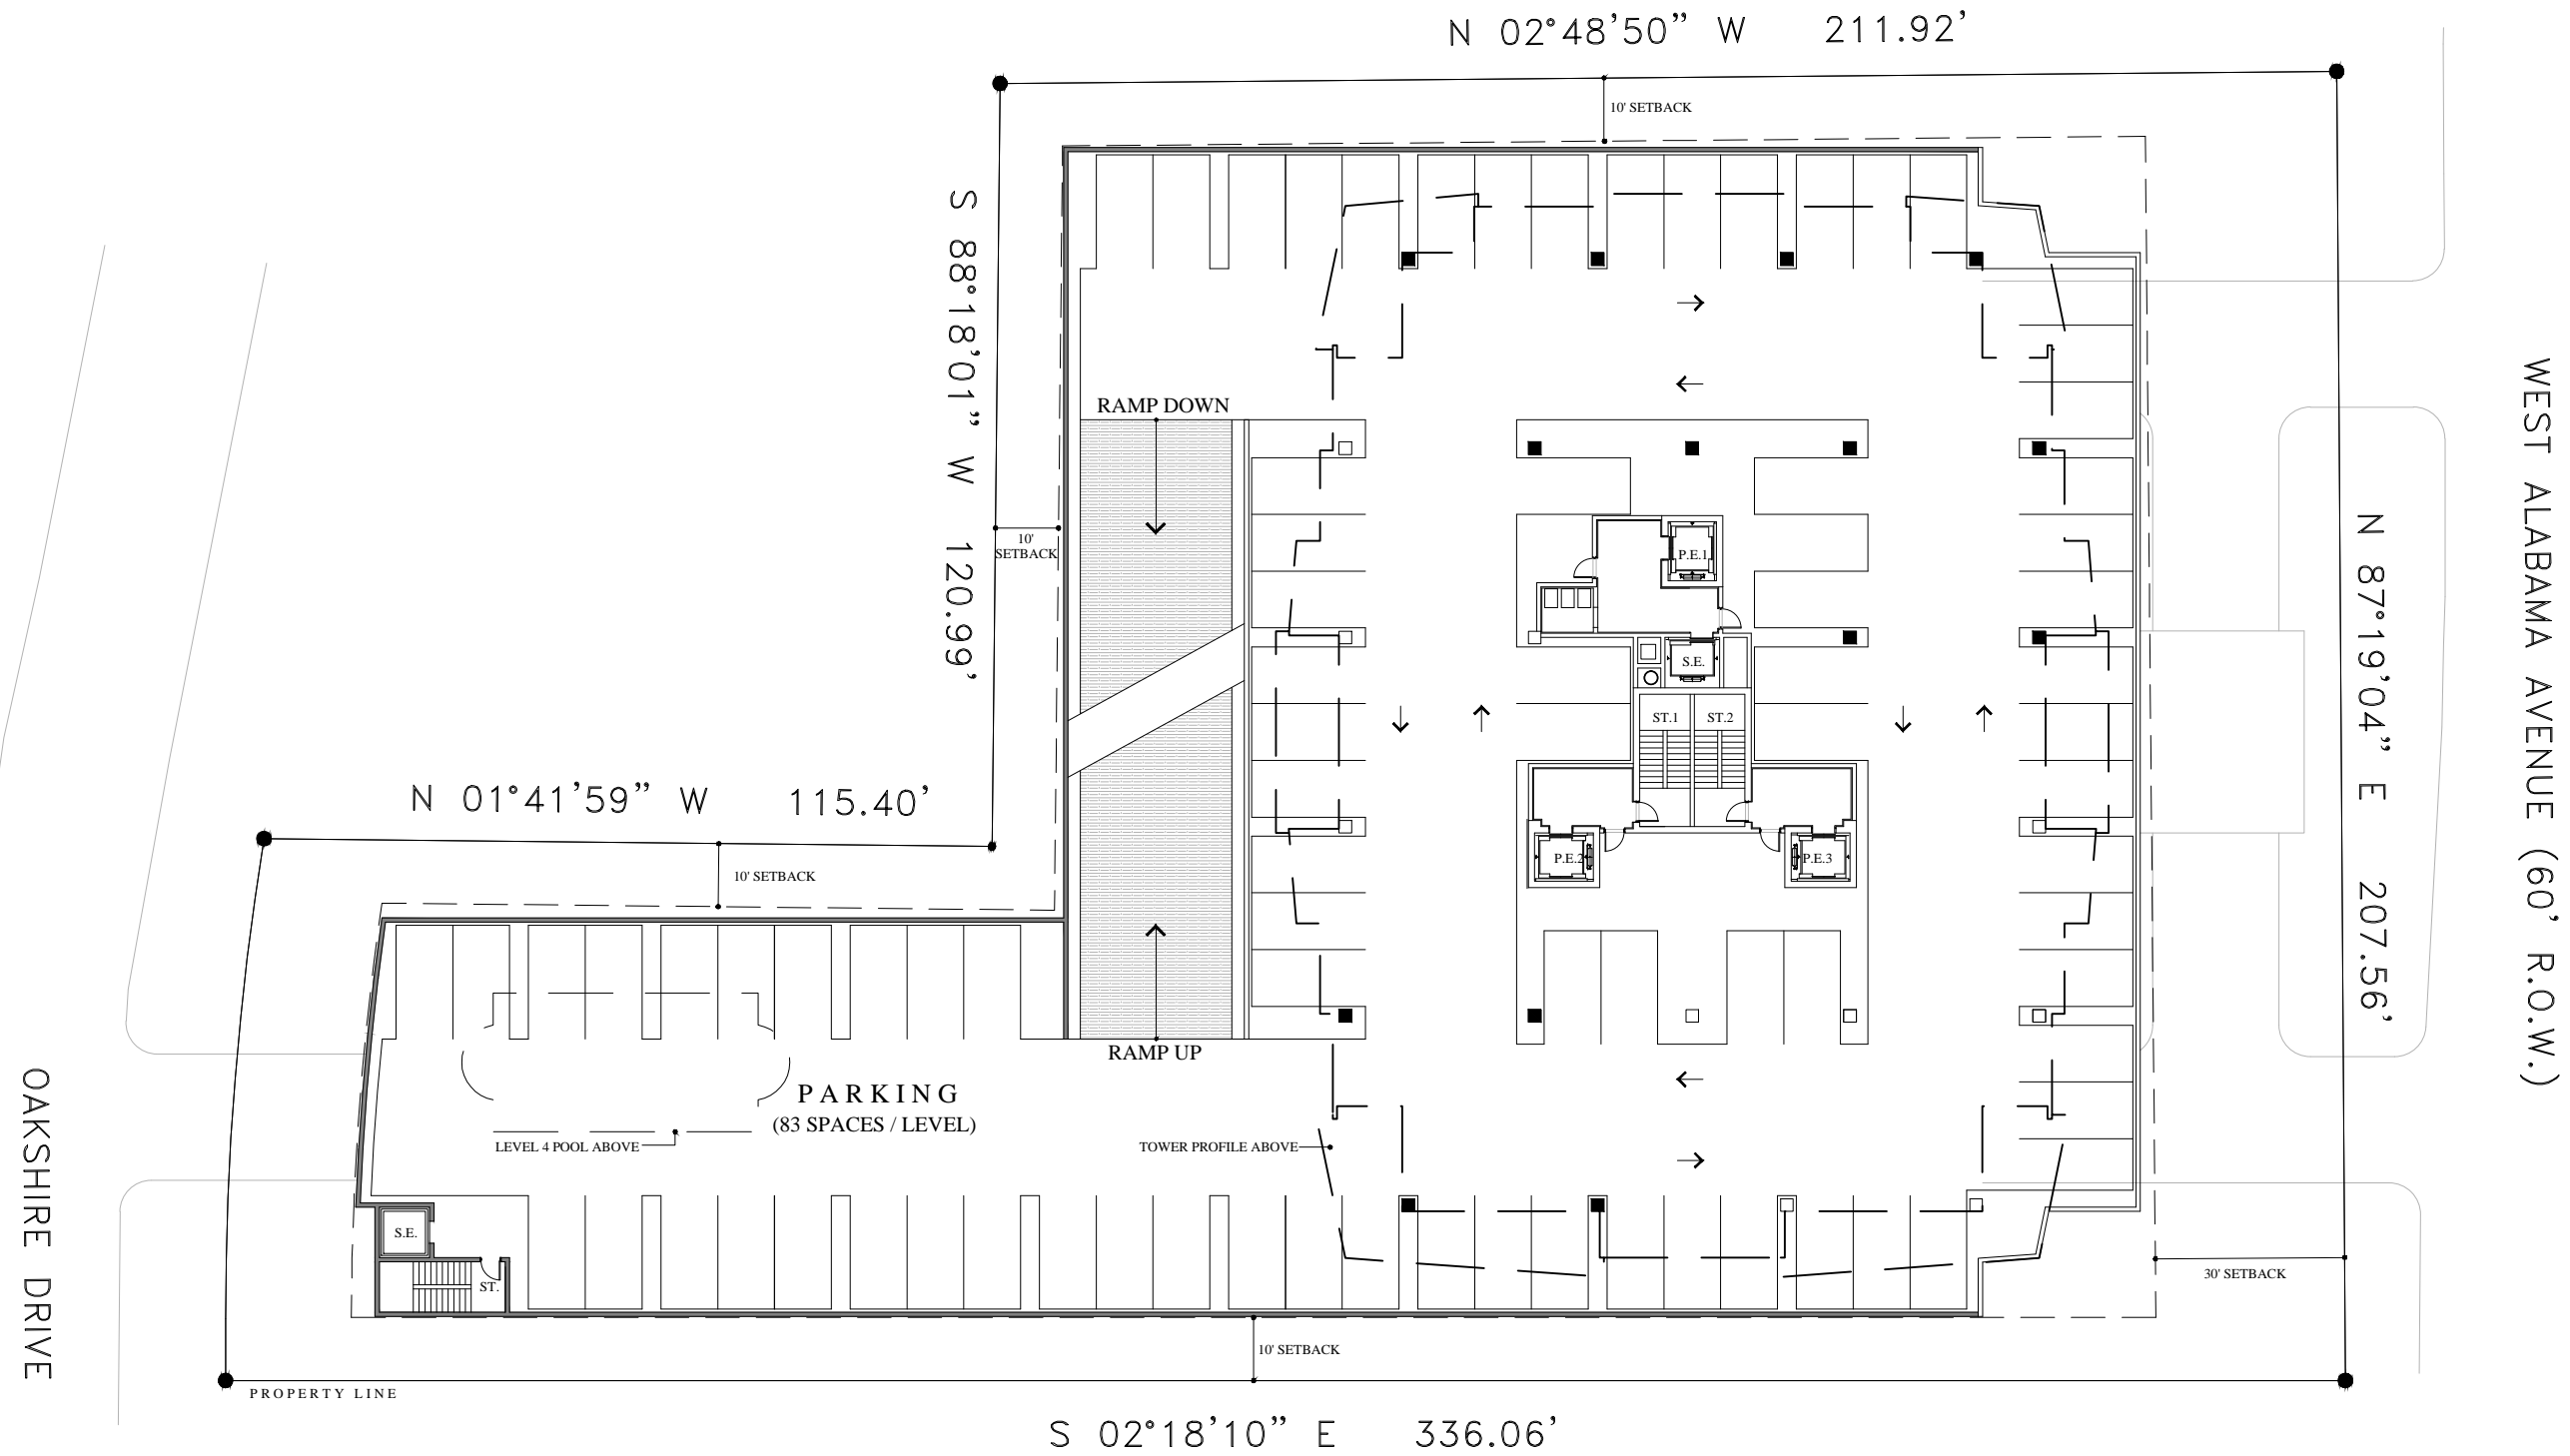 N 02°48'50" W 211.92'
10' SETBACK
S 88°18'01" W 120.99'
10'
SETBACK
RAMP DOWN
P.E.1
S.E.
ST.1
ST.2
P.E.2
P.E.3
N 01°41'59" W 115.40'
10' SETBACK
RAMP UP
PARKING
(83 SPACES / LEVEL)
LEVEL 4 POOL ABOVE
TOWER PROFILE ABOVE
S.E.
ST.
OAKSHIRE DRIVE
WEST ALABAMA AVENUE (60' R.O.W.)
N 87°19'04" E 207.56'
30' SETBACK
10' SETBACK
PROPERTY LINE
S 02°18'10" E 336.06'